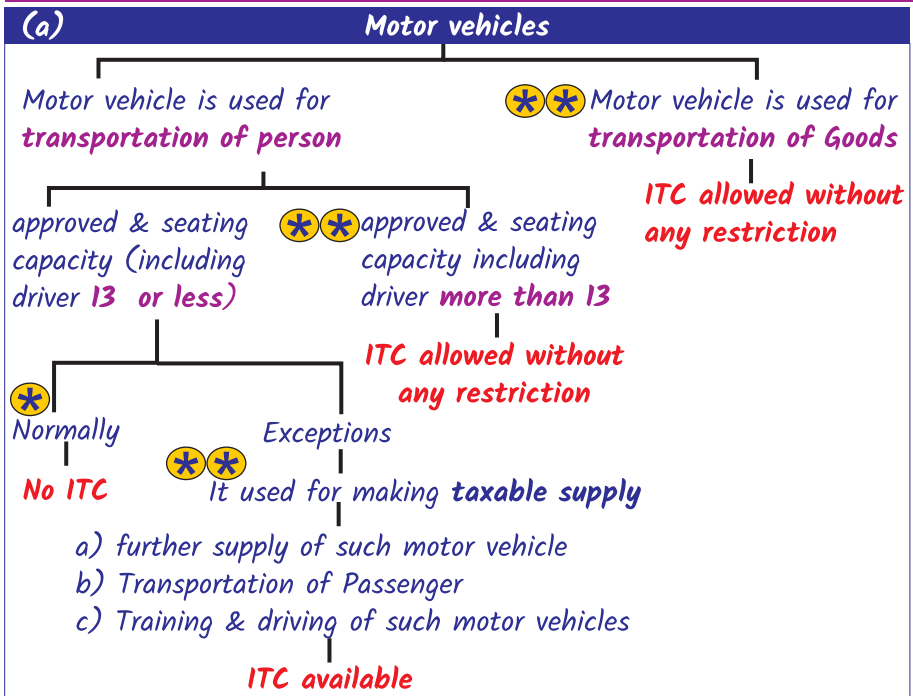 (a) Motor vehicles
Motor vehicle is used for
transportation of person
** Motor vehicle is used for
transportation of Goods
ITC allowed without
any restriction
approved & seating
capacity (including
driver 13 or less)
** approved & seating
capacity including
driver more than 13
ITC allowed without
any restriction
*
Normally
No ITC
Exceptions
**
It used for making taxable supply
a) further supply of such motor vehicle
b) Transportation of Passenger
c) Training & driving of such motor vehicles
ITC available